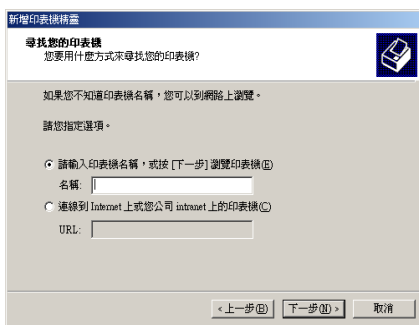 新增印表機精靈
尋找您的印表機
您要用什麼方式來尋找您的印表機?
如果您不知道印表機名稱，您可以到網路上瀏覽。
請您指定選項。
請輸入印表機名稱，或按 [下一步] 瀏覽印表機(E)
名稱:
連線到 Internet 上或您公司 intranet 上的印表機(C)
URL:
<上一步(B) 下一步(N)> 取消